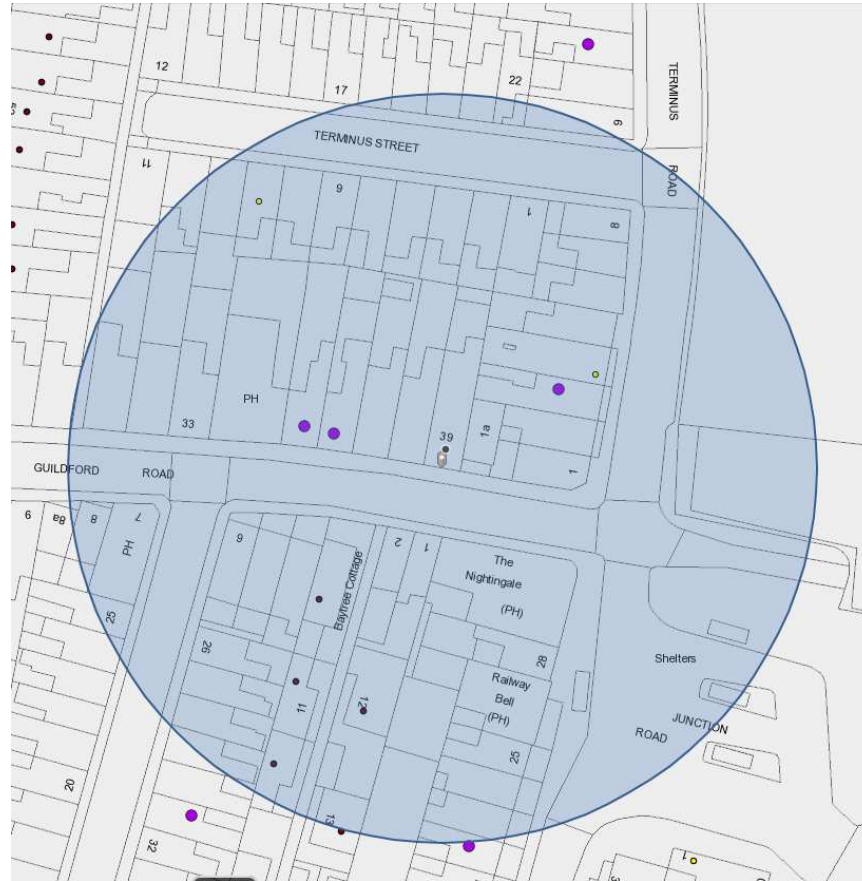 12
17
22
9
TERMINUS
ROAD
TERMINUS STREET
11
9
1
8
PH
33
39
1a
1
GUILDFORD ROAD
9
8a
8
7
PH
25
6
2
1
Baytree Cottage
The
Nightingale
(PH)
28
26
11
12
Railway
Bell
(PH)
25
Shelters
JUNCTION
ROAD
20
32
13
1